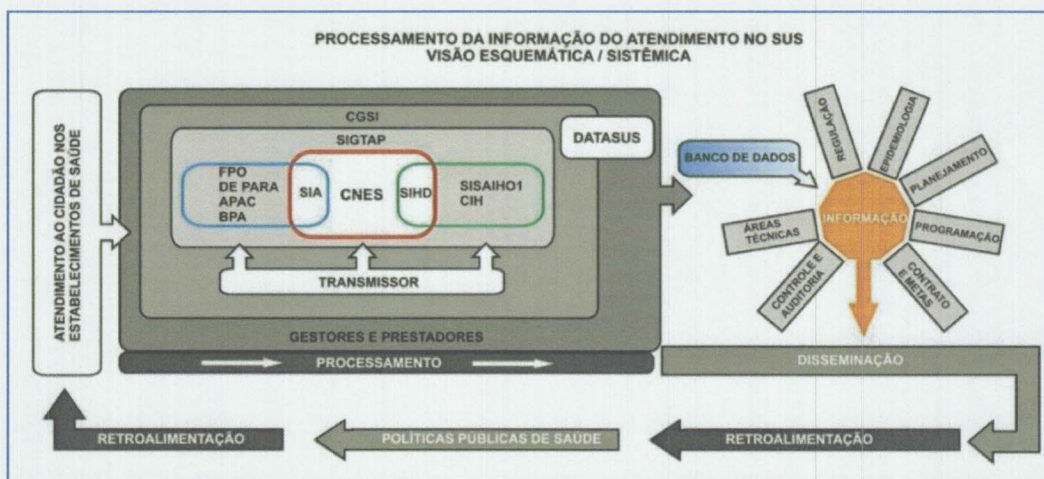 PROCESSAMENTO DA INFORMAÇÃO DO ATENDIMENTO NO SUS
VISÃO ESQUEMÁTICA / SISTÊMICA
ATENDIMENTO AO CIDADÃO NOS
ESTABELECIMENTOS DE SAÚDE
CGSI
SIGTAP
DATASUS
FPO
DE PARA
APAC
BPA
SIA
CNES
SIHD
SISAIHO1
CIH
TRANSMISSOR
GESTORES E PRESTADORES
PROCESSAMENTO
BANCO DE DADOS
REGULAÇÃO
EPIDEMIOLOGIA
PLANEJAMENTO
INFORMAÇÃO
ÁREAS
TÉCNICAS
PROGRAMAÇÃO
CONTROLE E
AUDITORIA
CONTRATO
E METAS
DISSEMINAÇÃO
RETROALIMENTAÇÃO
POLÍTICAS PÚBLICAS DE SAÚDE
RETROALIMENTAÇÃO